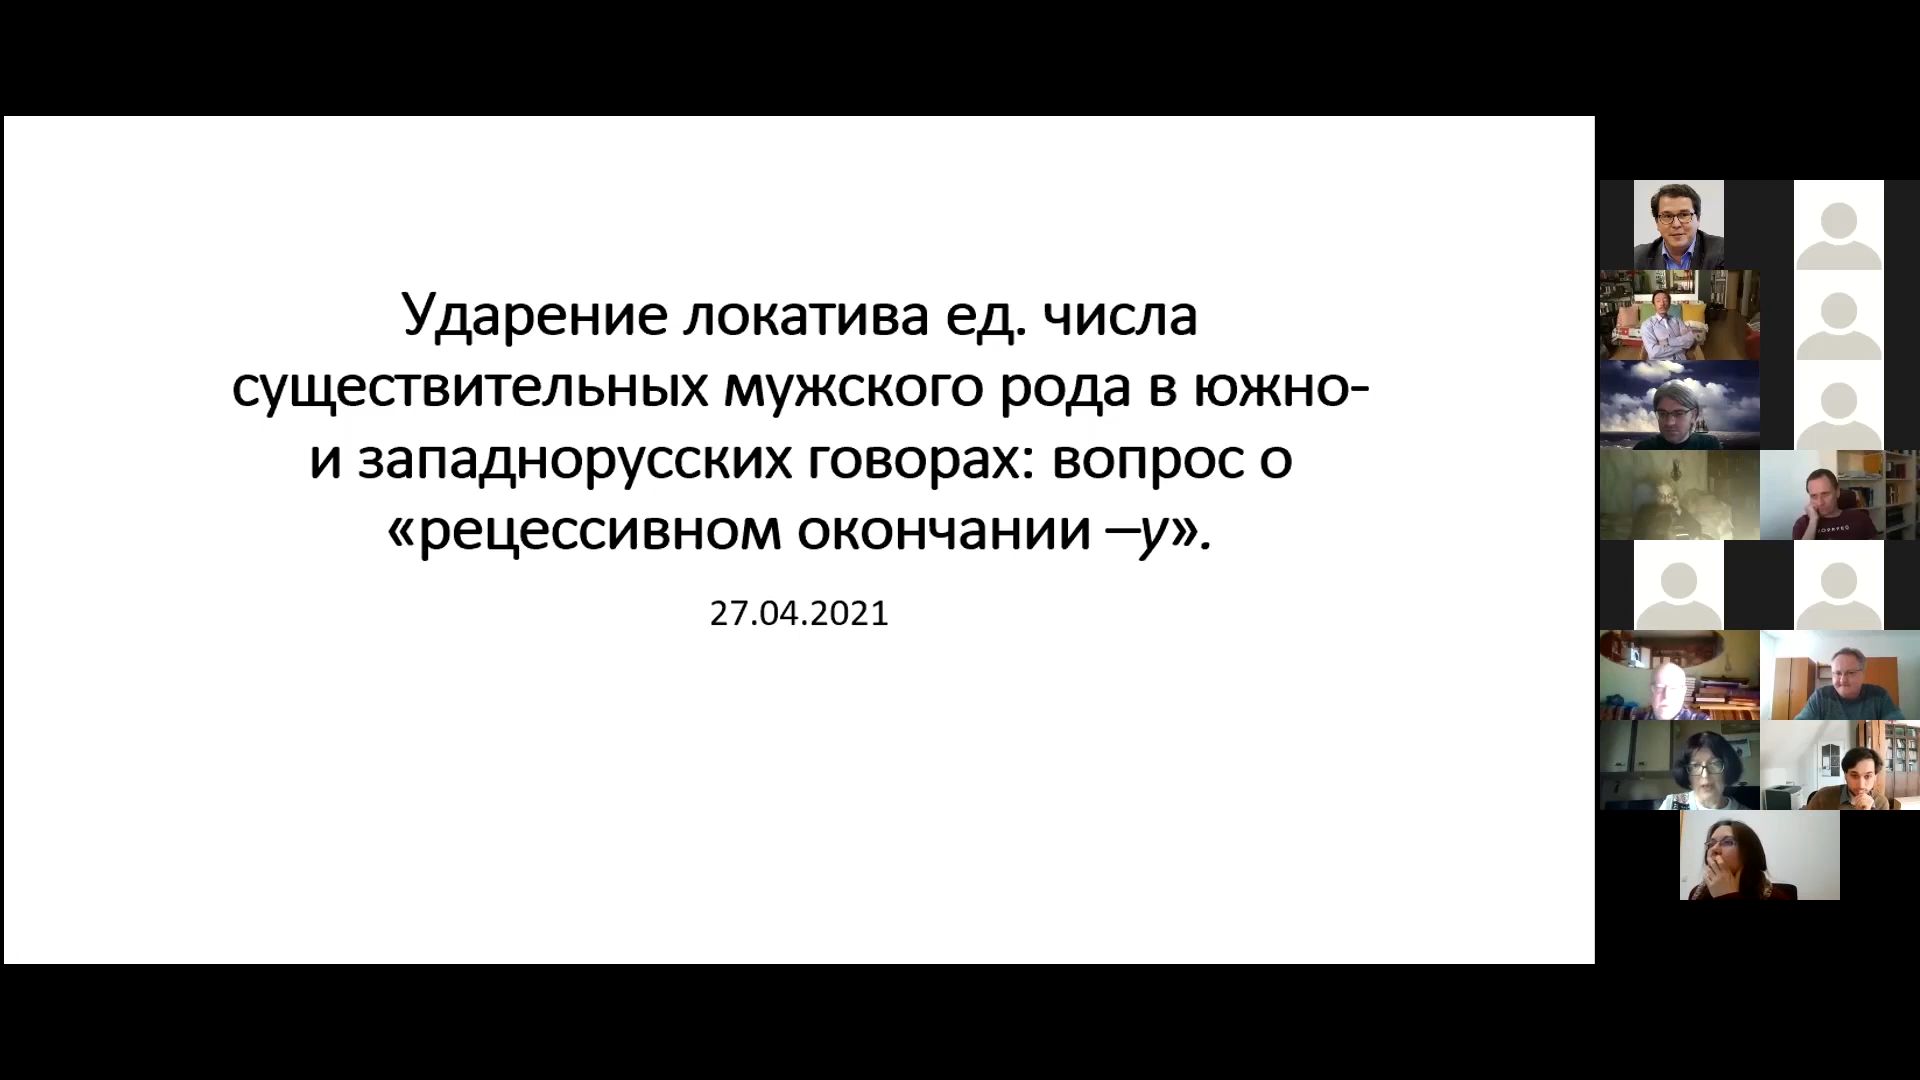 Ударение локатива ед. числа
существительных мужского рода в южно-
и западнорусских говорах: вопрос о
«рецессивном окончании –у».
27.04.2021